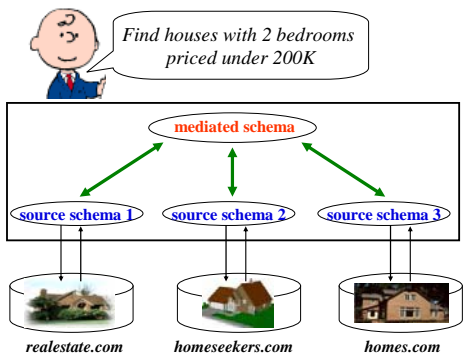 Find houses with 2 bedrooms
priced under 200K
mediated schema
source schema 1
source schema 2
source schema 3
realestate.com
homeseekers.com
homes.com